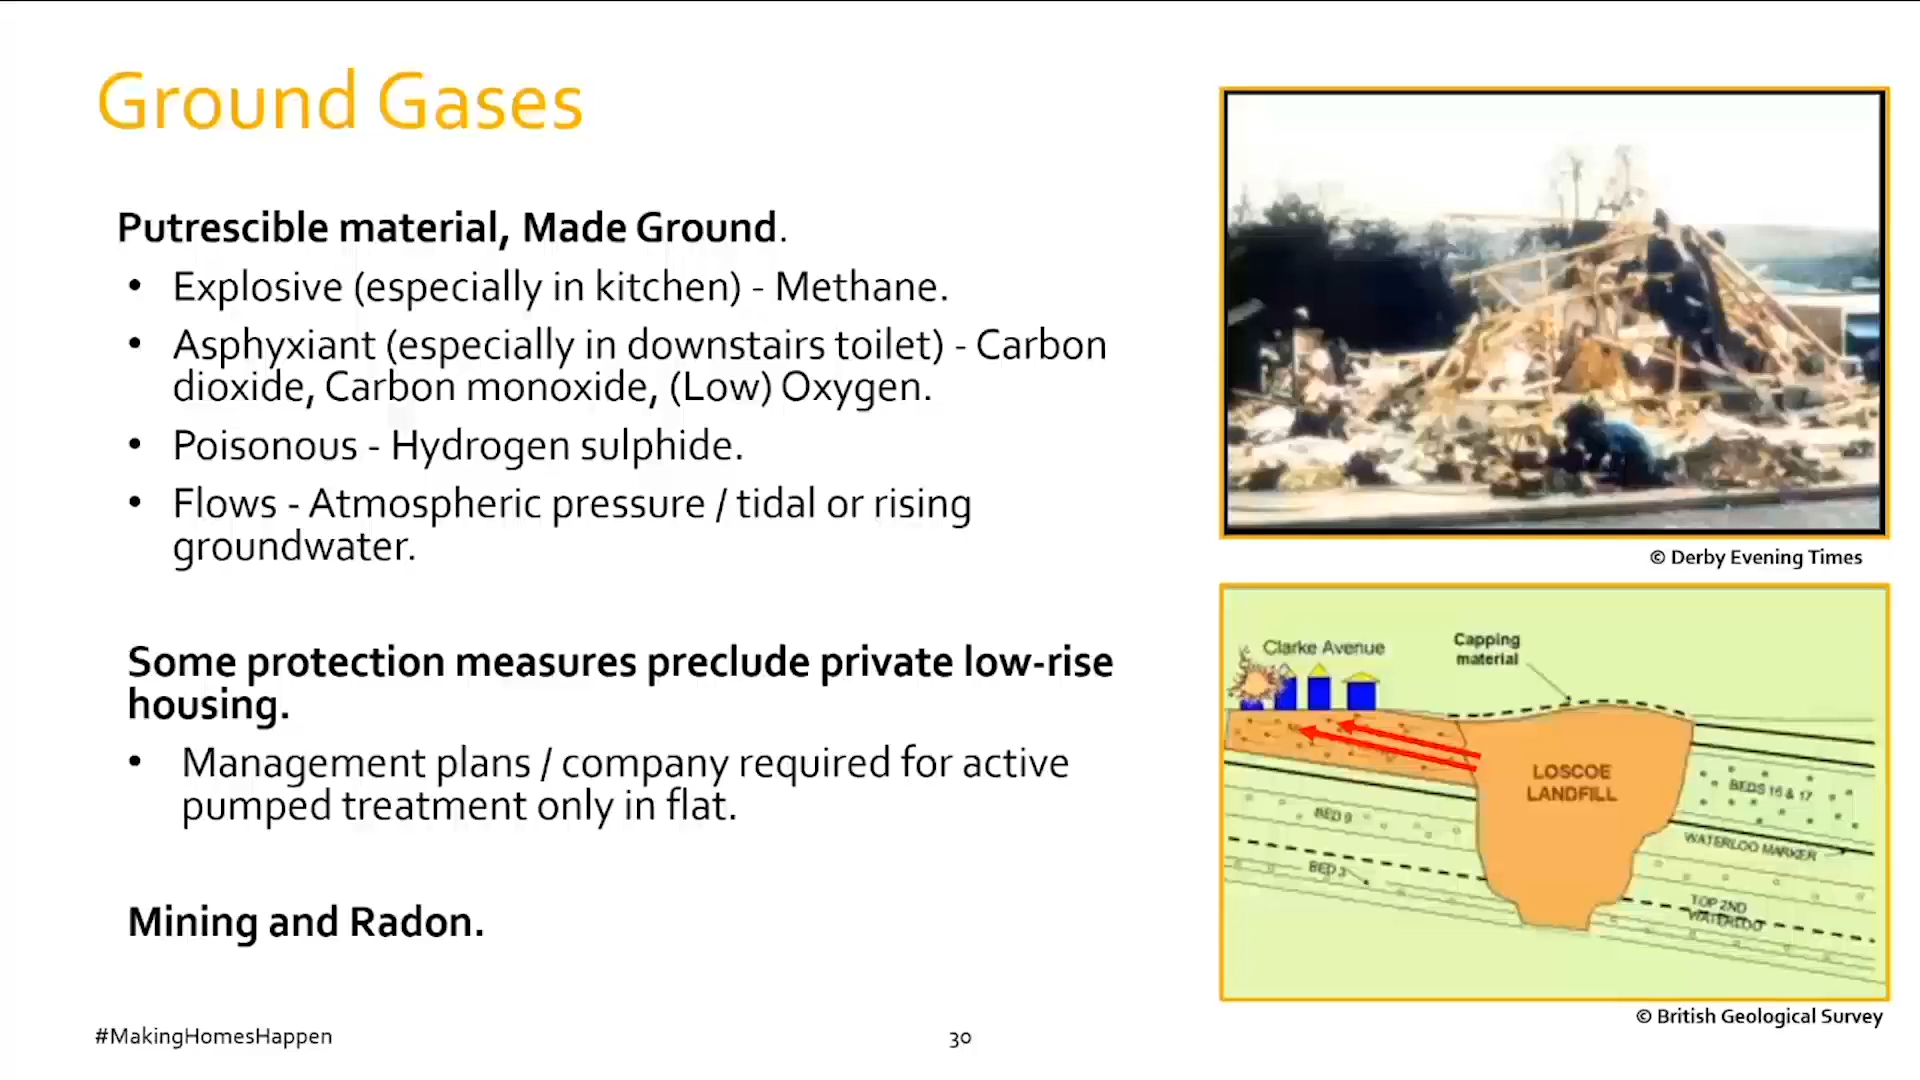 Ground Gases
Putrescible material, Made Ground.
• Explosive (especially in kitchen) - Methane.
• Asphyxiant (especially in downstairs toilet) - Carbon
dioxide, Carbon monoxide, (Low) Oxygen.
• Poisonous - Hydrogen sulphide.
• Flows - Atmospheric pressure / tidal or rising
groundwater.
Some protection measures preclude private low-rise
housing.
• Management plans / company required for active
pumped treatment only in flat.
Mining and Radon.
#MakingHomesHappen
30
© Derby Evening Times
Clarke Avenue
Capping
material
LOSCOE
LANDFILL
BEDS 16 & 17
BED 9
WATERLOO MARKER
BED 3
TOP 2ND
WATERLOO
© British Geological Survey